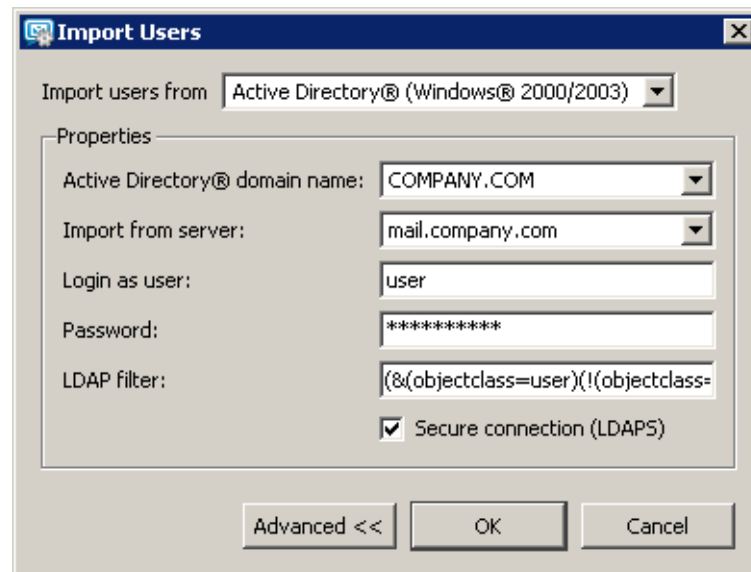 Import Users
Import users from Active Directory® (Windows® 2000/2003)
Properties
Active Directory® domain name: COMPANY.COM
Import from server: mail.company.com
Login as user: user
Password: **********
LDAP filter: (&(objectclass=user)(!(objectclass=
Secure connection (LDAPS)
Advanced << OK Cancel